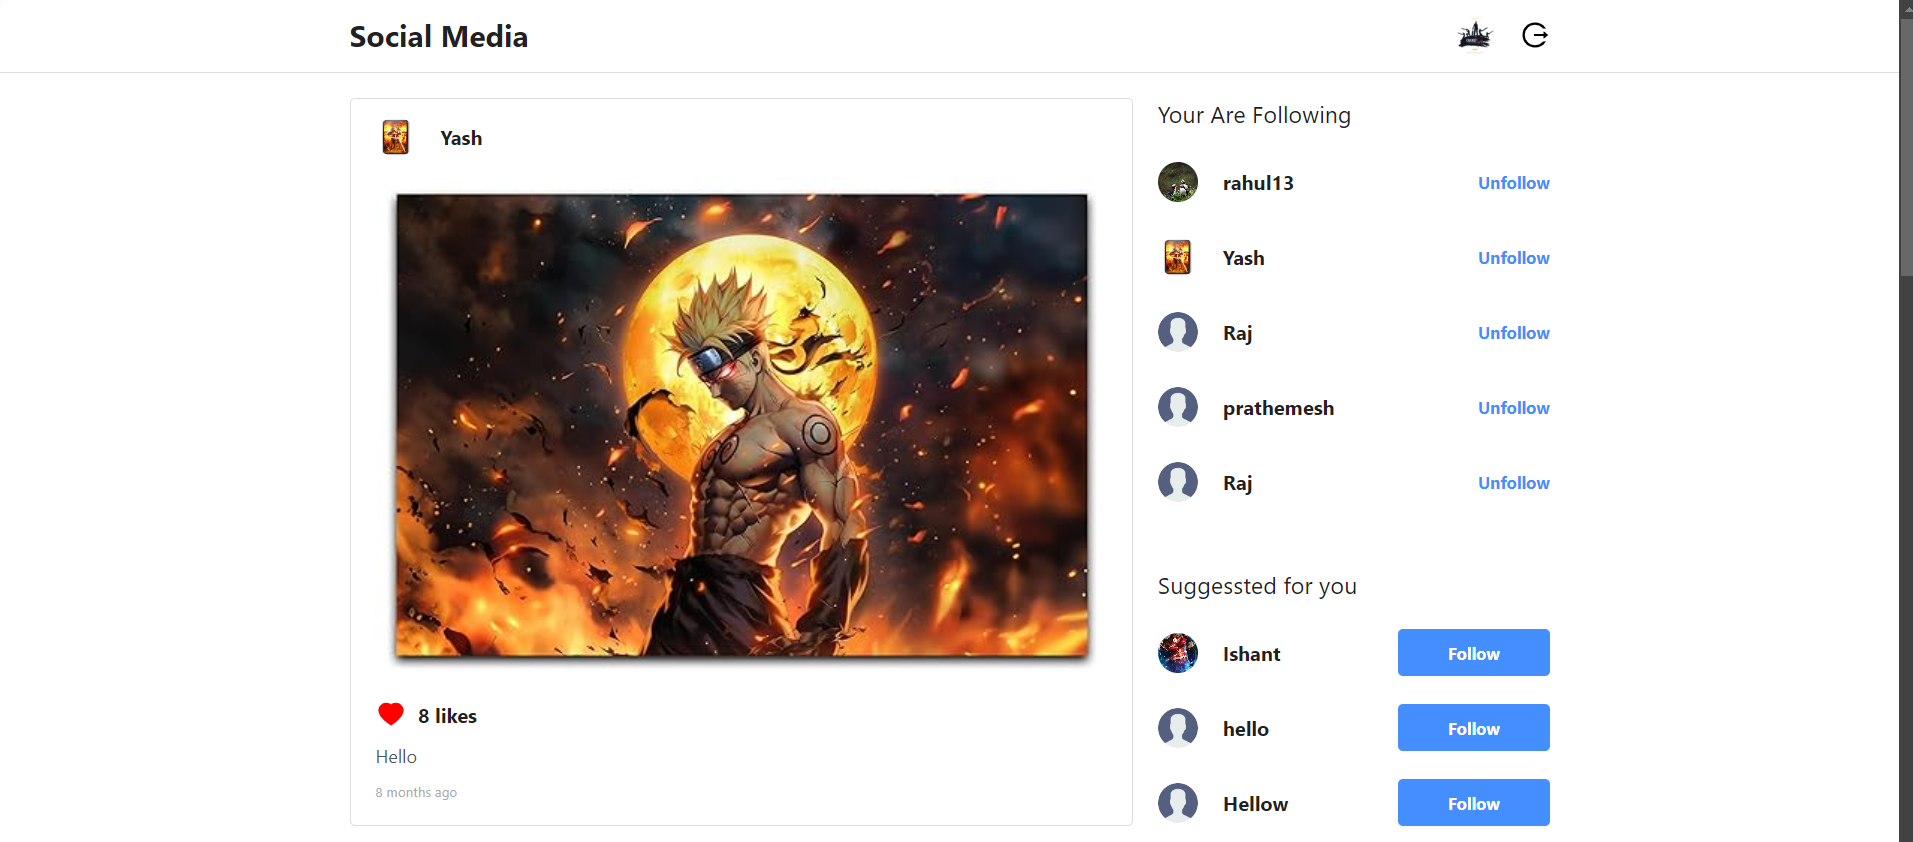 Social Media
Yash
8 likes
Hello
8 months ago
Your Are Following
rahul13 Unfollow
Yash Unfollow
Raj Unfollow
prathemesh Unfollow
Raj Unfollow
Suggessted for you
Ishant Follow
hello Follow
Hellow Follow